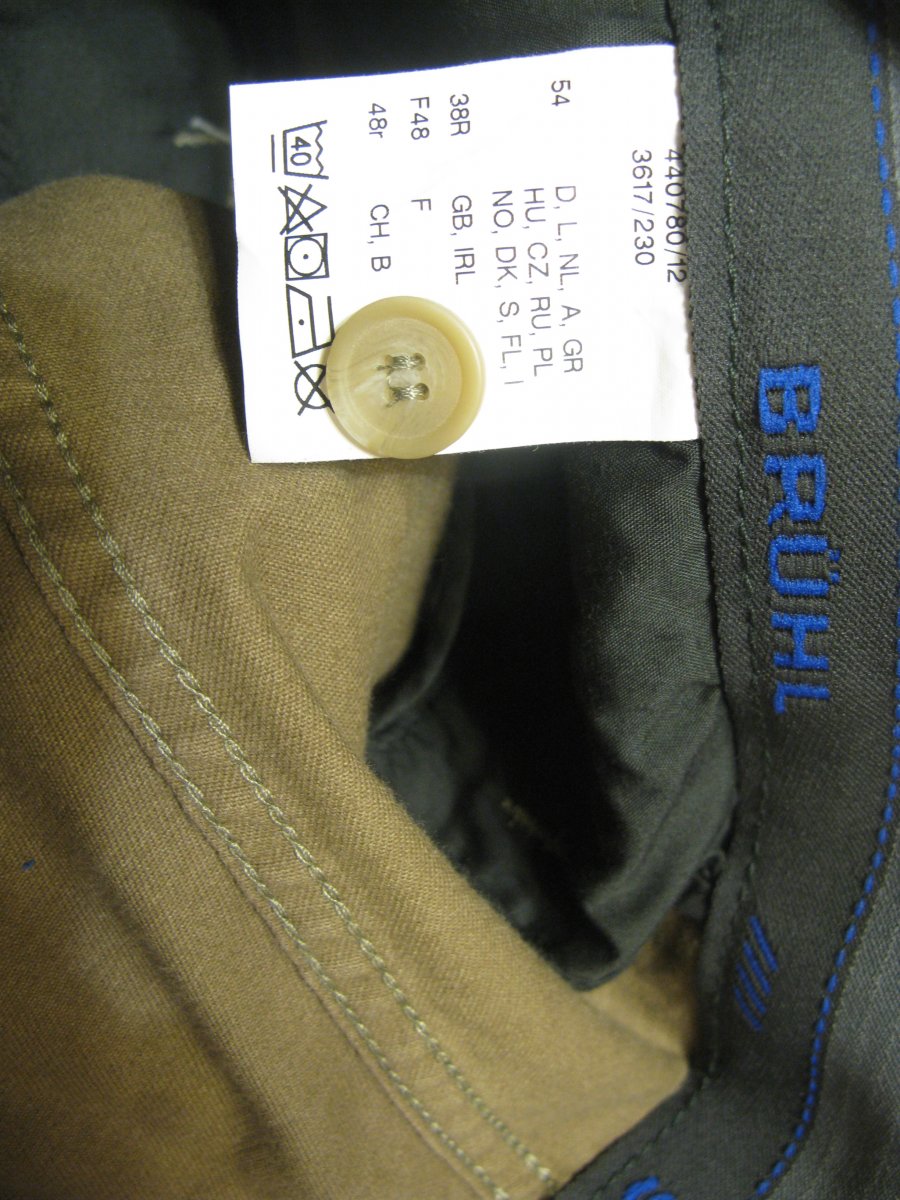 BRÜHL
440780/12
3617/230
54 D, L, NL, A, GR
HU, CZ, RU, PL
NO, DK, S, FL, I
38R GB, IRL
F48 F
48r CH, B
40